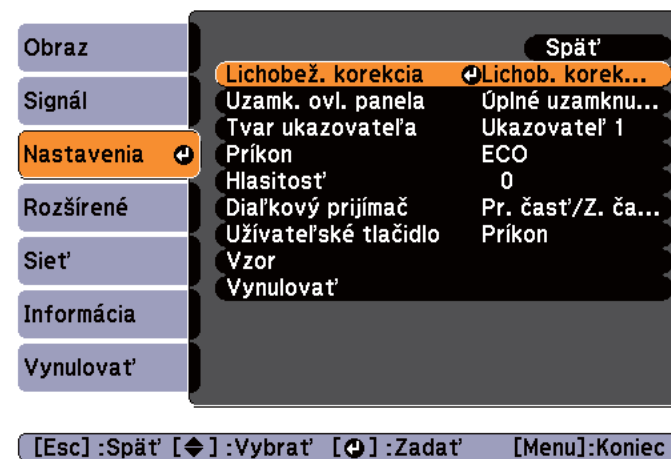 Obraz
Signál
Nastavenia
Rozšírené
Sieť
Informácia
Vynulovať
Späť
Lichobež. korekcia Lichob. korek...
Uzamk. ovl. panela Úplné uzamknu...
Tvar ukazovateľa Ukazovateľ 1
Príkon ECO
Hlasitosť 0
Diaľkový prijímač Pr. časť/Z. ča...
Užívateľské tlačidlo Príkon
Vzor
Vynulovať
[Esc] :Späť [] :Vybrať [] :Zadať [Menu]:Koniec